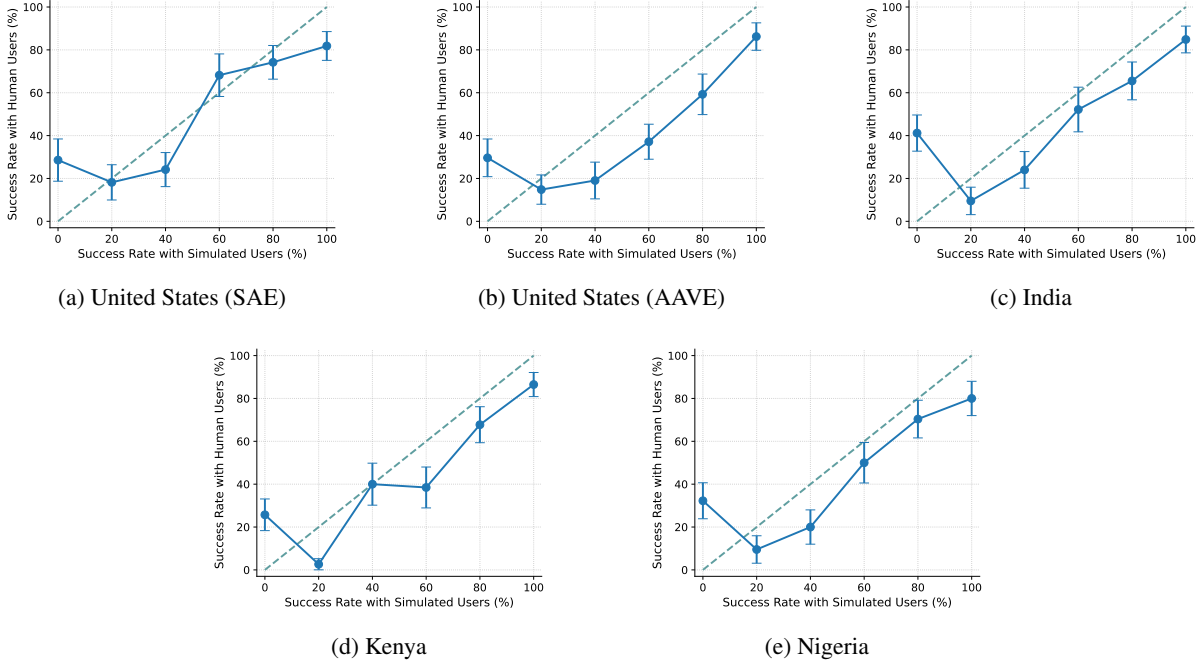 100
80
60
40
20
0
Success Rate with Human Users (%)
0 20 40 60 80 100
Success Rate with Simulated Users (%)
(a) United States (SAE)
100
80
60
40
20
0
Success Rate with Human Users (%)
0 20 40 60 80 100
Success Rate with Simulated Users (%)
(b) United States (AAVE)
100
80
60
40
20
0
Success Rate with Human Users (%)
0 20 40 60 80 100
Success Rate with Simulated Users (%)
(c) India
100
80
60
40
20
0
Success Rate with Human Users (%)
0 20 40 60 80 100
Success Rate with Simulated Users (%)
(d) Kenya
100
80
60
40
20
0
Success Rate with Human Users (%)
0 20 40 60 80 100
Success Rate with Simulated Users (%)
(e) Nigeria